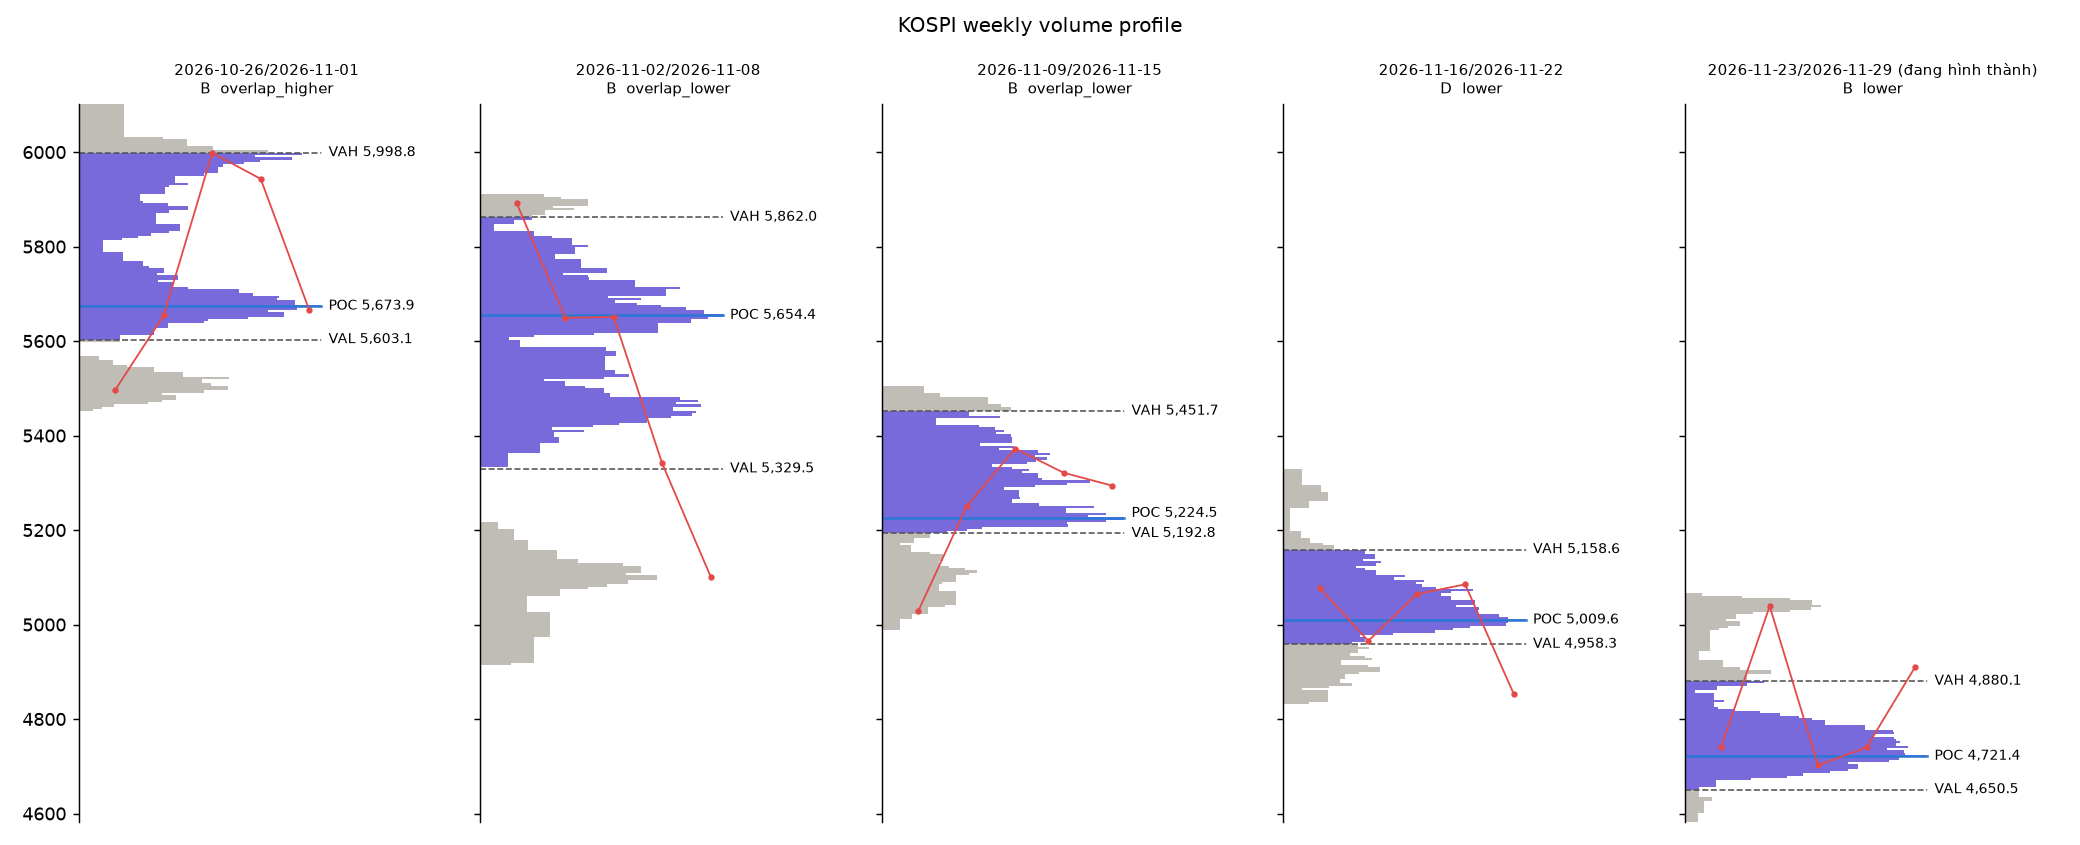 KOSPI weekly volume profile
2026-10-26/2026-11-01
B  overlap_higher
2026-11-02/2026-11-08
B  overlap_lower
2026-11-09/2026-11-15
B  overlap_lower
2026-11-16/2026-11-22
D  lower
2026-11-23/2026-11-29 (đang hình thành)
B  lower
6000
5800
5600
5400
5200
5000
4800
4600
VAH 5,998.8
POC 5,673.9
VAL 5,603.1
VAH 5,862.0
POC 5,654.4
VAL 5,329.5
VAH 5,451.7
POC 5,224.5
VAL 5,192.8
VAH 5,158.6
POC 5,009.6
VAL 4,958.3
VAH 4,880.1
POC 4,721.4
VAL 4,650.5